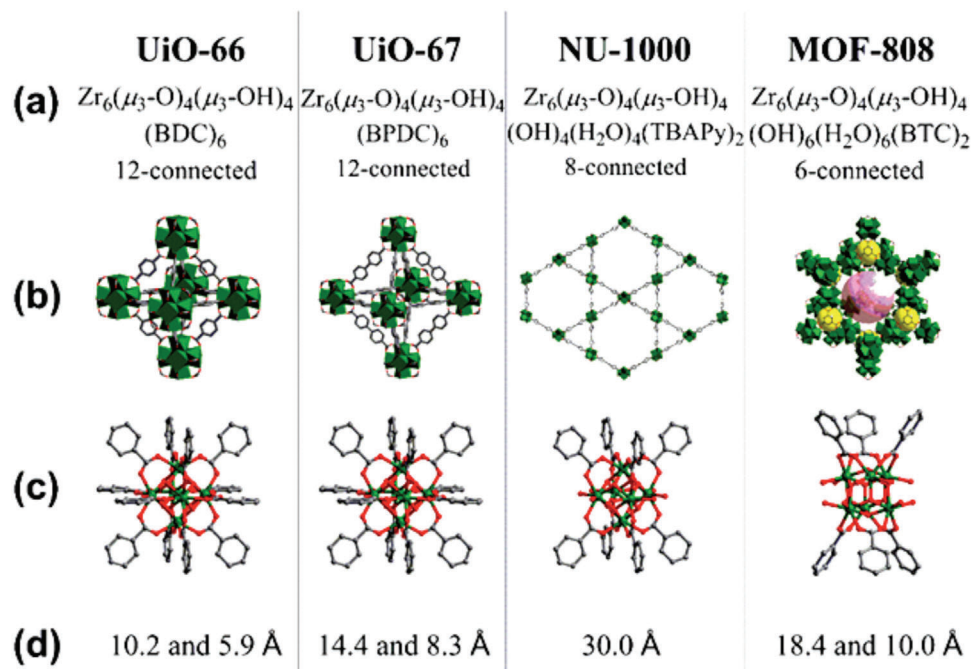 UiO-66 UiO-67 NU-1000 MOF-808
(a)
Zr₆(μ₃-O)₄(μ₃-OH)₄ Zr₆(μ₃-O)₄(μ₃-OH)₄ Zr₆(μ₃-O)₄(μ₃-OH)₄ Zr₆(μ₃-O)₄(μ₃-OH)₄
(BDC)₆ (BPDC)₆ (OH)₄(H₂O)₄(TBAPy)₂ (OH)₆(H₂O)₆(BTC)₂
12-connected 12-connected 8-connected 6-connected
(b)
(c)
(d) 10.2 and 5.9 Å 14.4 and 8.3 Å 30.0 Å 18.4 and 10.0 Å